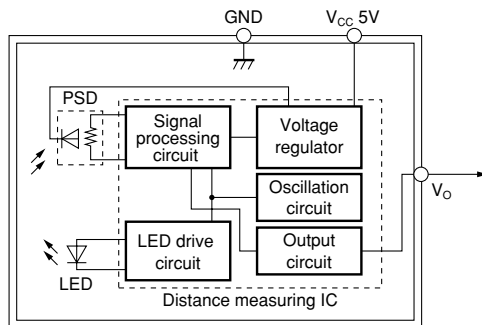 GND
VCC 5V
PSD
Signal
processing
circuit
Voltage
regulator
Oscillation
circuit
VO
LED drive
circuit
Output
circuit
LED
Distance measuring IC